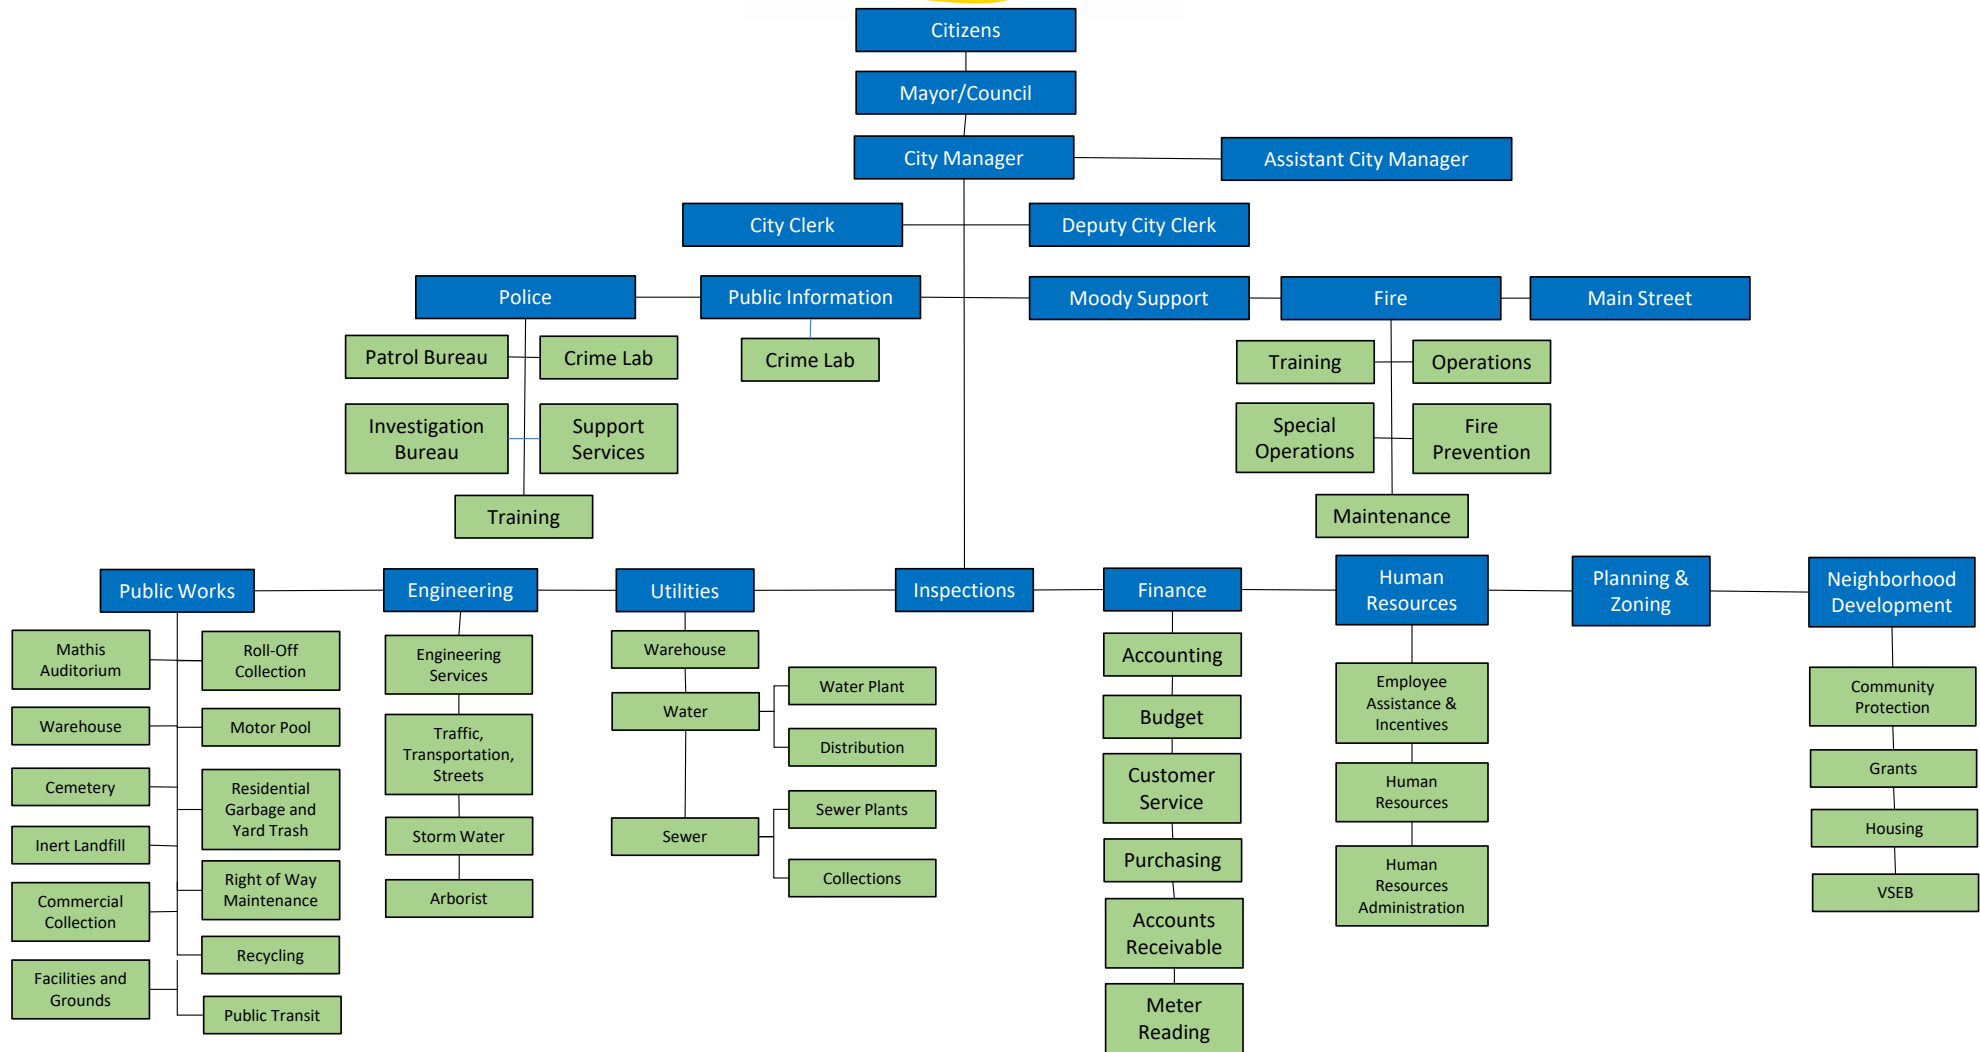 Citizens
Mayor/Council
City Manager
Assistant City Manager
City Clerk
Deputy City Clerk
Police
Public Information
Moody Support
Fire
Main Street
Patrol Bureau
Crime Lab
Crime Lab
Training
Operations
Investigation
Bureau
Support
Services
Special
Operations
Fire
Prevention
Training
Maintenance
Public Works
Engineering
Utilities
Inspections
Finance
Human
Resources
Planning &
Zoning
Neighborhood
Development
Mathis
Auditorium
Roll-Off
Collection
Warehouse
Motor Pool
Cemetery
Residential
Garbage and
Yard Trash
Inert Landfill
Right of Way
Maintenance
Commercial
Collection
Recycling
Facilities and
Grounds
Public Transit
Engineering
Services
Traffic,
Transportation,
Streets
Storm Water
Arborist
Warehouse
Water
Water Plant
Distribution
Sewer
Sewer Plants
Collections
Accounting
Budget
Customer
Service
Purchasing
Accounts
Receivable
Meter
Reading
Employee
Assistance &
Incentives
Human
Resources
Human
Resources
Administration
Community
Protection
Grants
Housing
VSEB